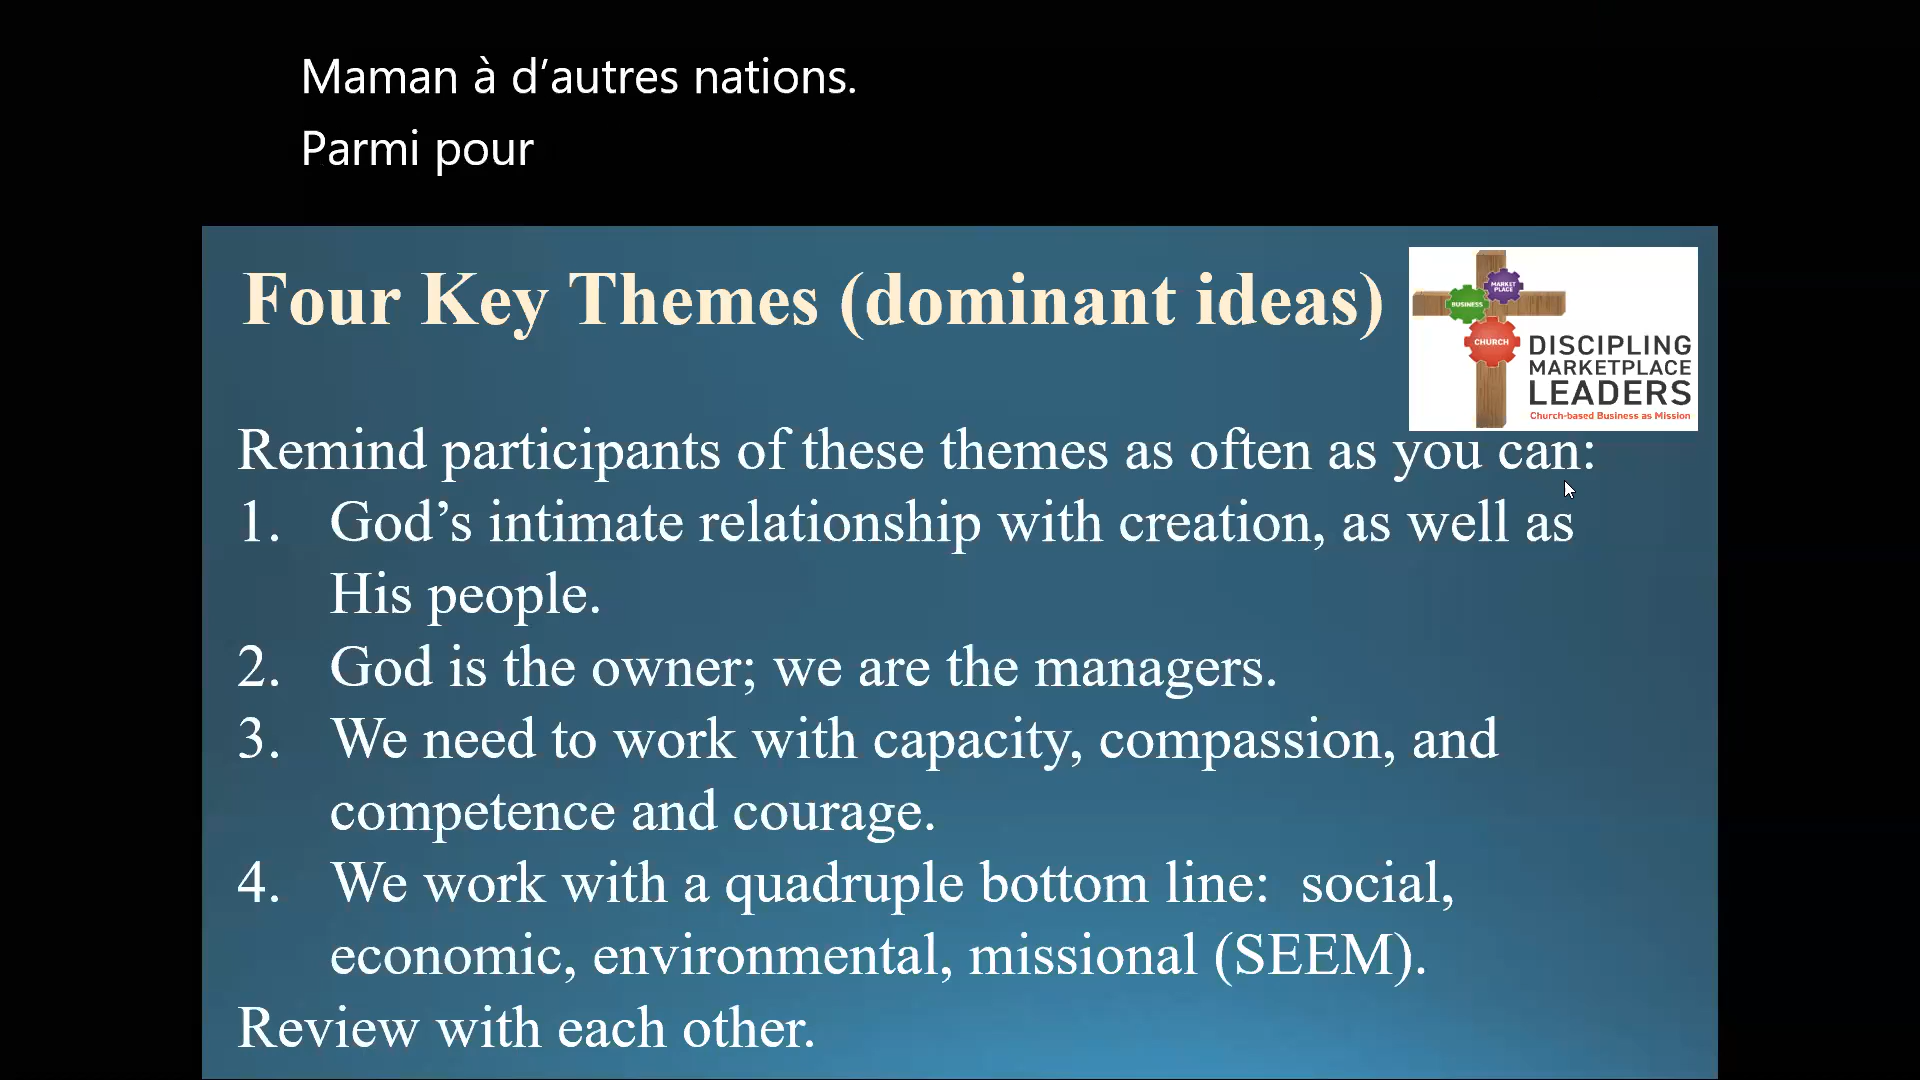 Maman à d’autres nations.
Parmi pour
Four Key Themes (dominant ideas)
MARKET
PLACE
BUSINESS
CHURCH
DISCIPLING
MARKETPLACE
LEADERS
Church-based Business as Mission
Remind participants of these themes as often as you can:
1. God’s intimate relationship with creation, as well as
His people.
2. God is the owner; we are the managers.
3. We need to work with capacity, compassion, and
competence and courage.
4. We work with a quadruple bottom line:  social,
economic, environmental, missional (SEEM).
Review with each other.